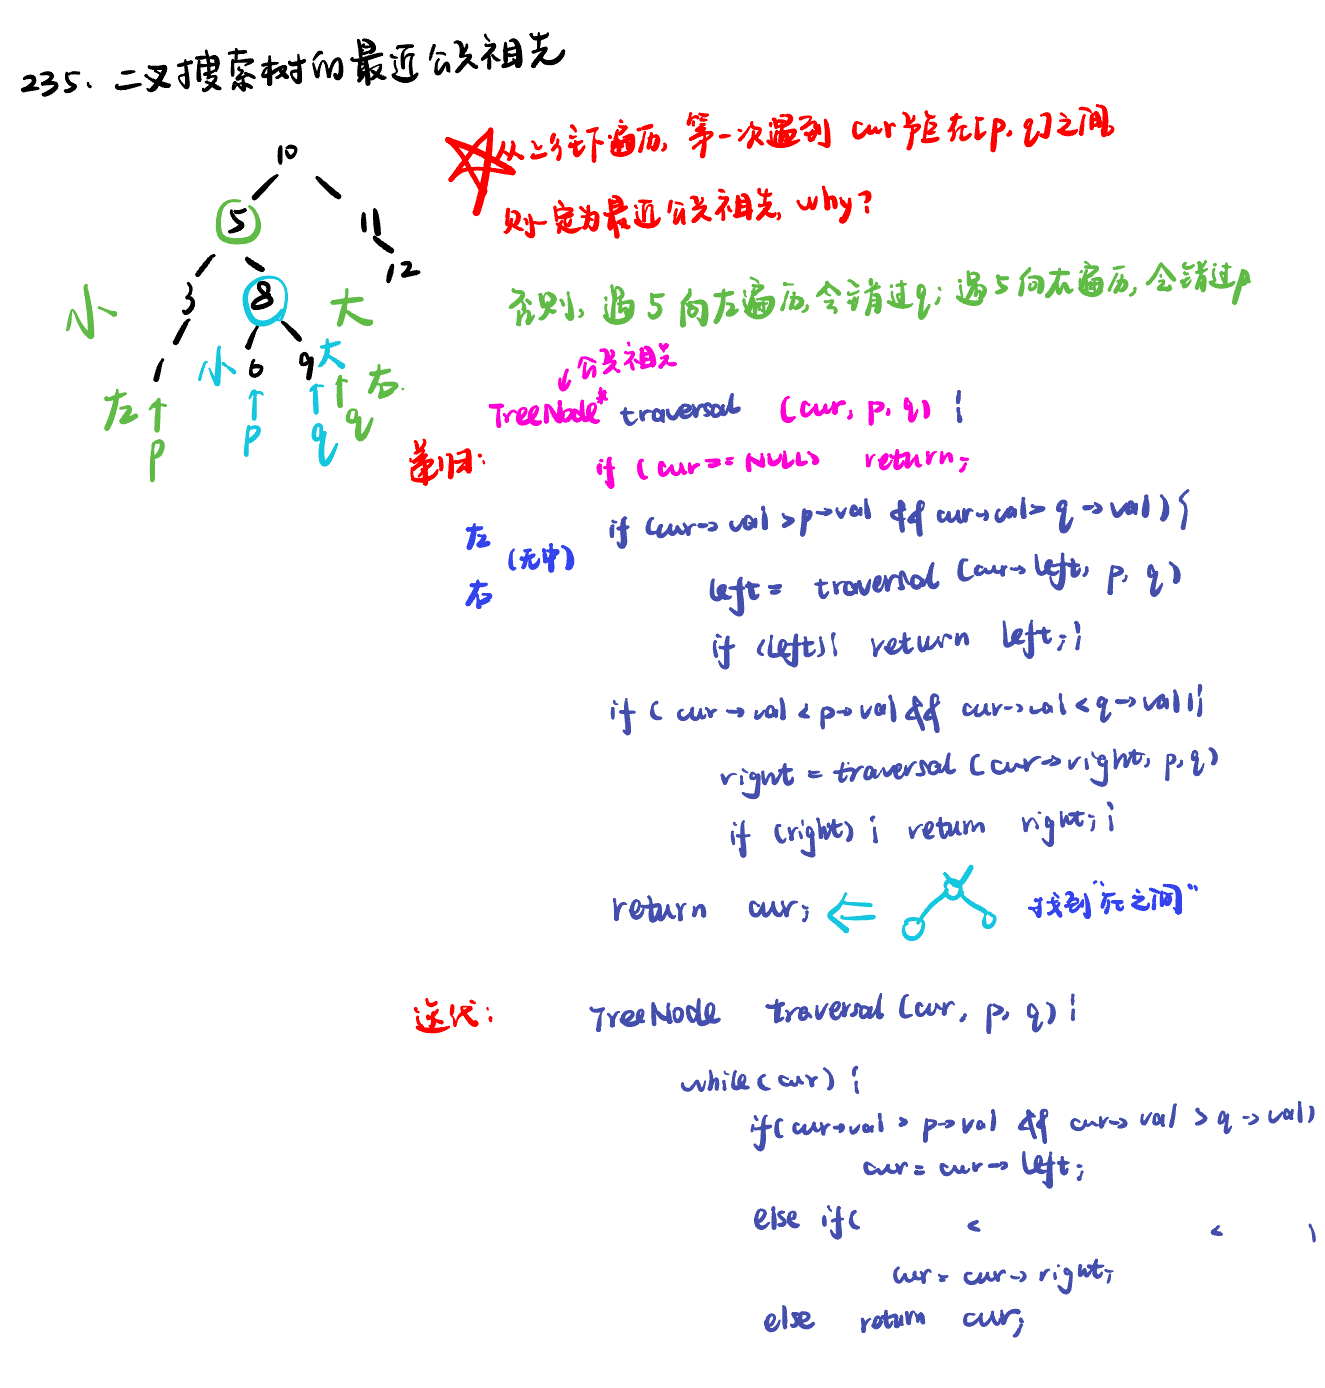 235. 二叉搜索树的最近公共祖先
从上往下遍历, 第一次遇到 cur节点在[p, q]之间
则一定为最近公共祖先, why?
否则, 遇5向左遍历, 会错过q; 遇5向右遍历, 会错过p
10
5 11
3 8 12
小 大
1 小 6 9 大
左 右
p p q q
公共祖先
TreeNode* traversal (cur, p, q) {
递归:
if (cur == NULL) return;
左
(无中)
右
if (cur->val > p->val && cur->val > q->val) {
left = traversal (cur->left, p, q)
if (left) { return left; }
if (cur->val < p->val && cur->val < q->val) {
right = traversal (cur->right, p, q)
if (right) { return right; }
return cur; 找到"在之间"
迭代: TreeNode traversal (cur, p, q) {
while (cur) {
if (cur->val > p->val && cur->val > q->val)
cur = cur->left;
else if ( < < )
cur = cur->right;
else return cur;